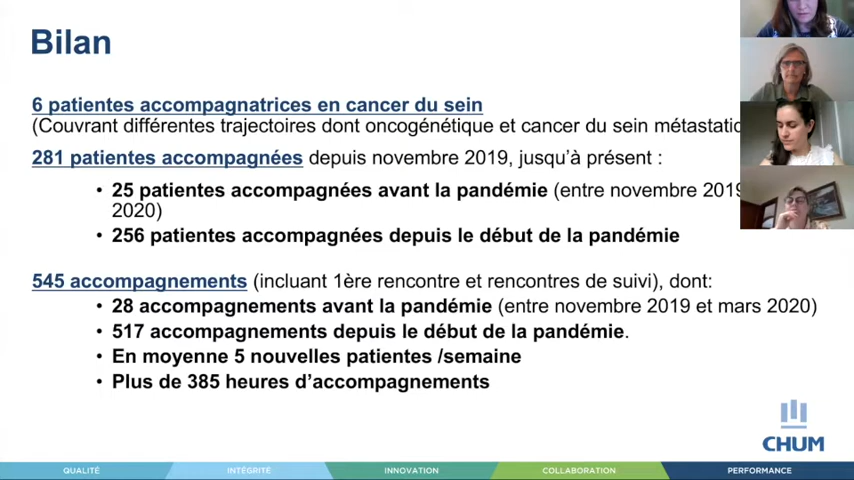 Bilan
6 patientes accompagnatrices en cancer du sein
(Couvrant différentes trajectoires dont oncogénétique et cancer du sein
281 patientes accompagnées depuis novembre 2019, jusqu'à présent :
• 25 patientes accompagnées avant la pandémie (entre novembre
2020)
• 256 patientes accompagnées depuis le début de la pandémie
545 accompagnements (incluant 1ère rencontre et rencontres de suivi), dont:
• 28 accompagnements avant la pandémie (entre novembre 2019 et mars 2020)
• 517 accompagnements depuis le début de la pandémie.
• En moyenne 5 nouvelles patientes /semaine
• Plus de 385 heures d'accompagnements
CHUM
QUALITÉ INTÉGRITÉ INNOVATION COLLABORATION PERFORMANCE